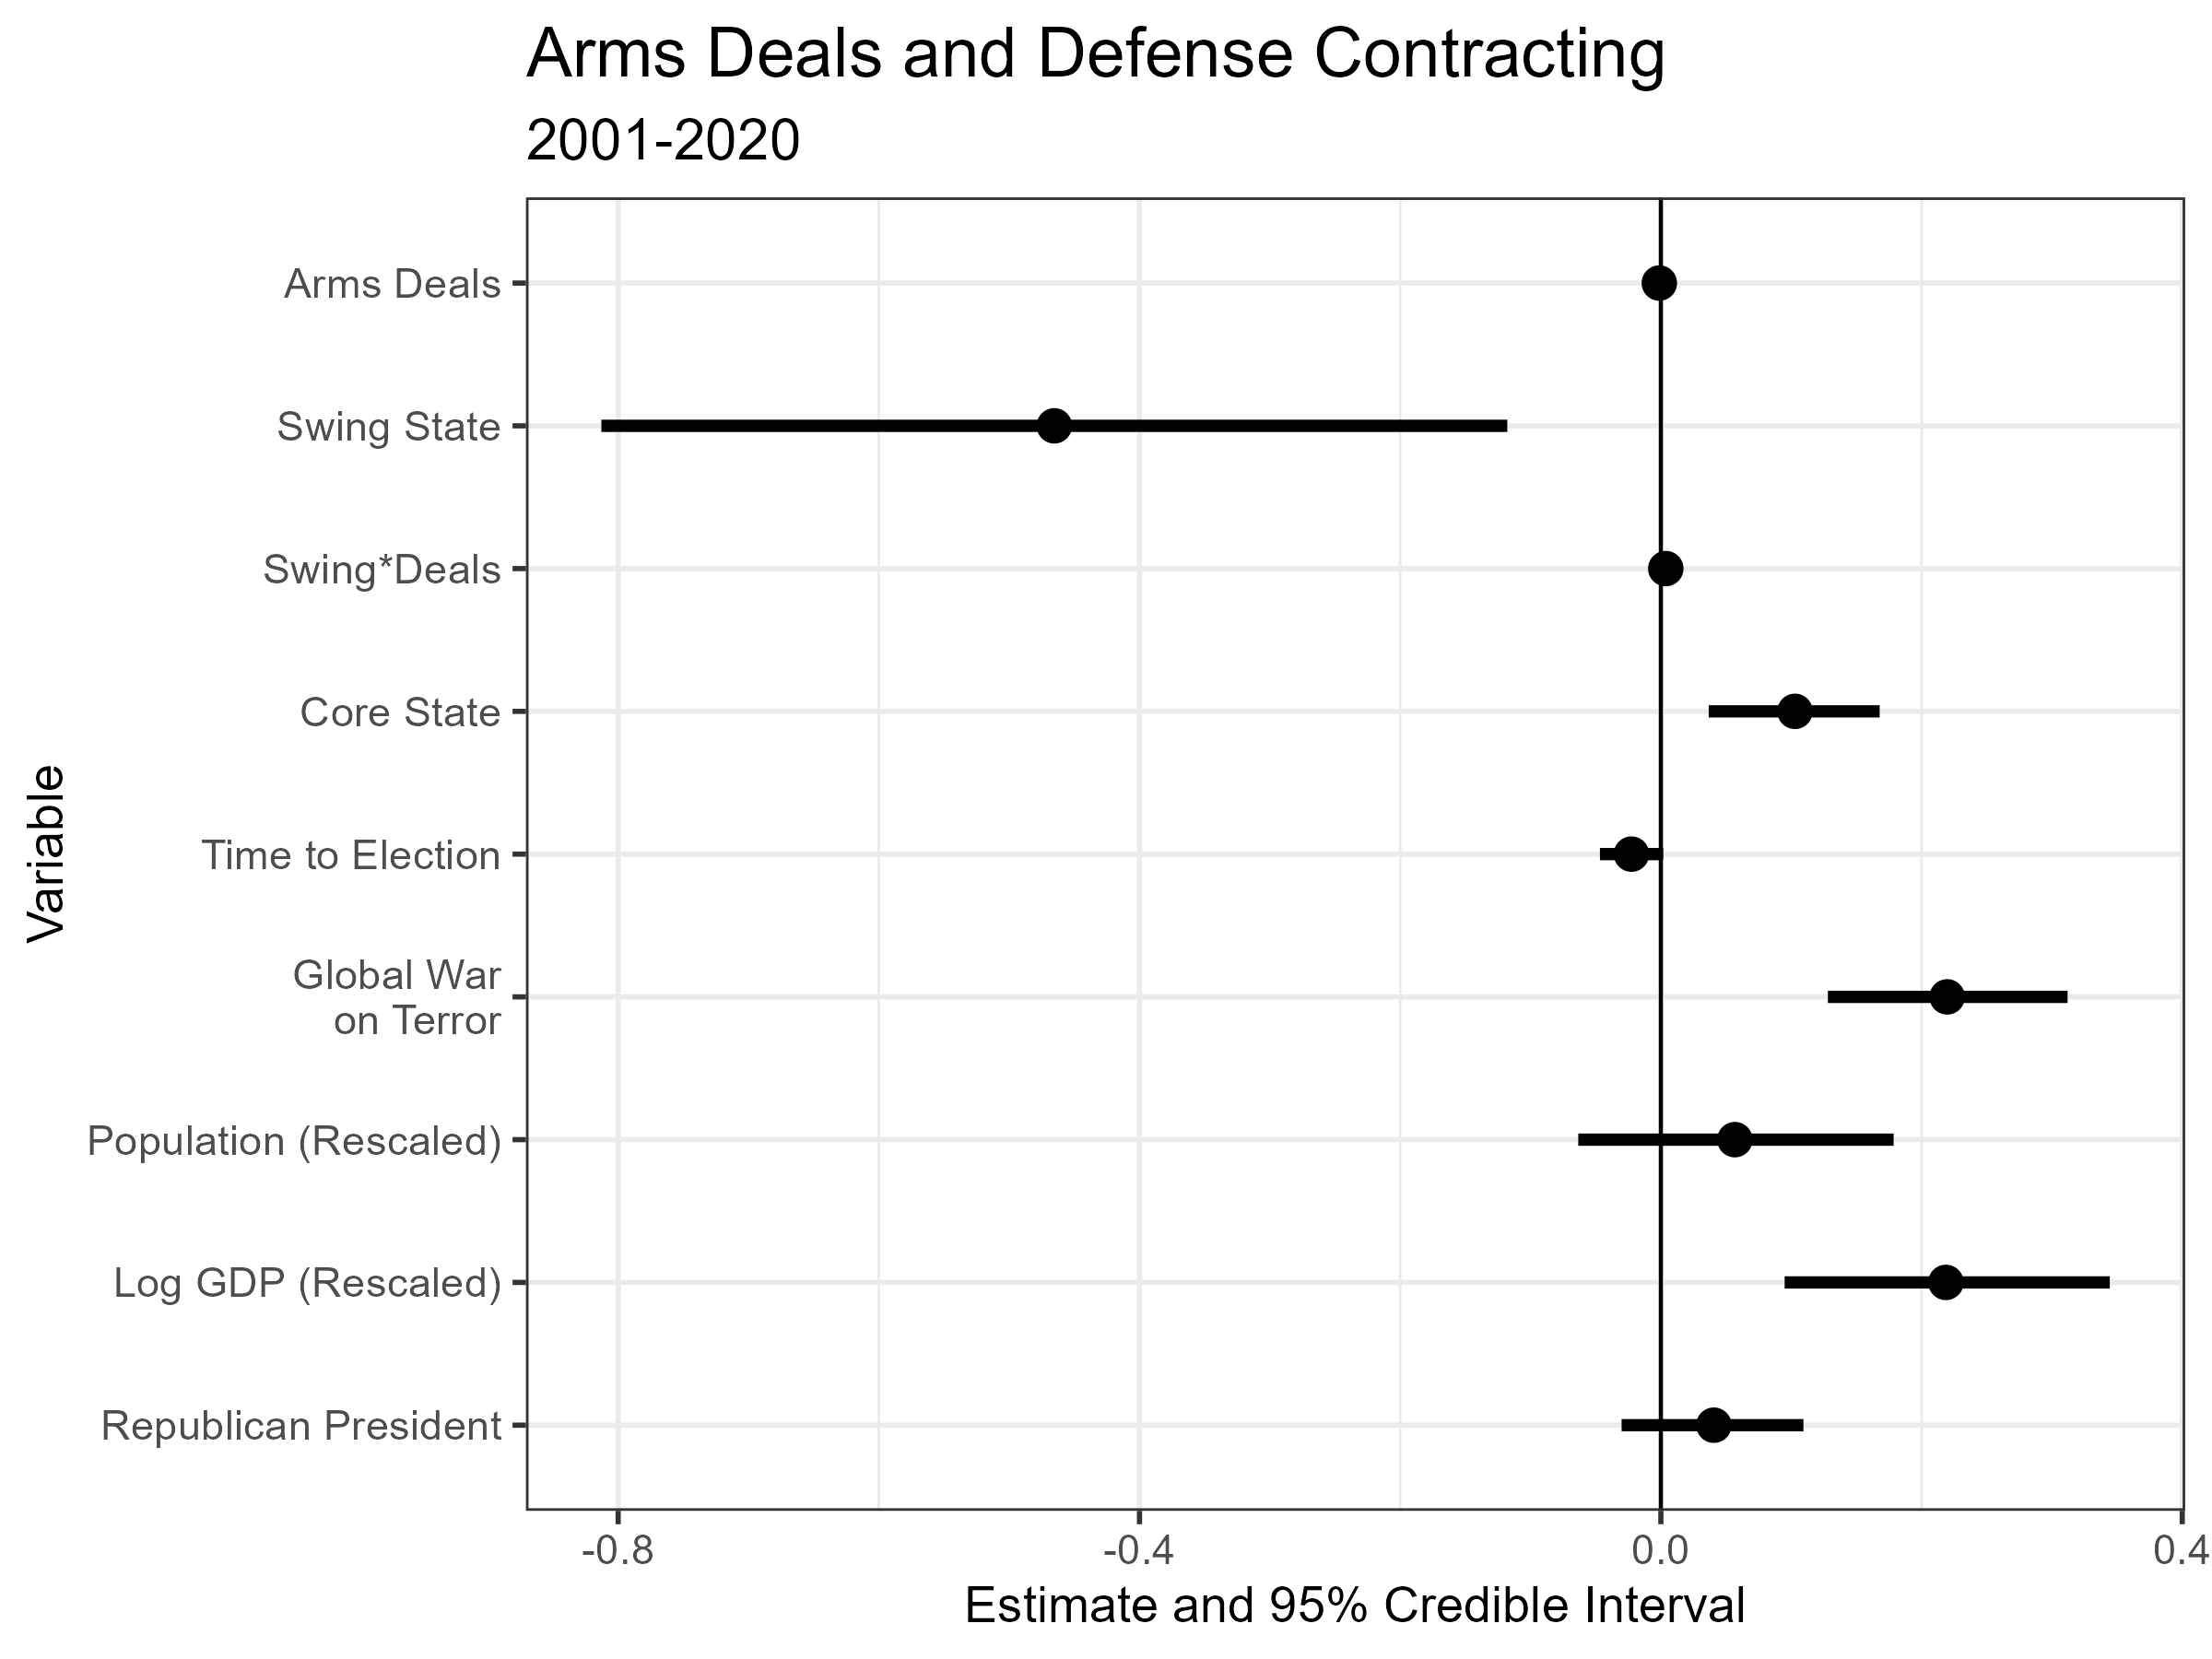 Arms Deals and Defense Contracting
2001-2020
Variable
Arms Deals
Swing State
Swing*Deals
Core State
Time to Election
Global War
on Terror
Population (Rescaled)
Log GDP (Rescaled)
Republican President
-0.8
-0.4
0.0
0.4
Estimate and 95% Credible Interval